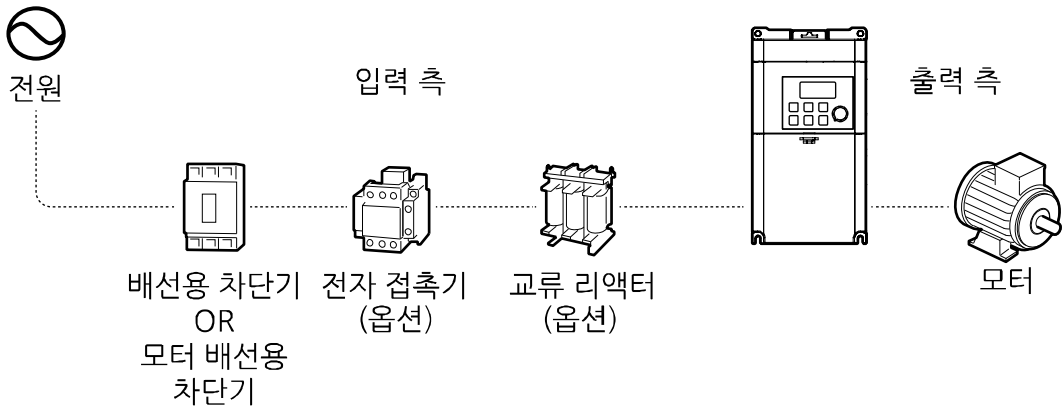 전원
입력 측
출력 측
배선용 차단기
OR
모터 배선용
차단기
전자 접촉기
(옵션)
교류 리액터
(옵션)
모터